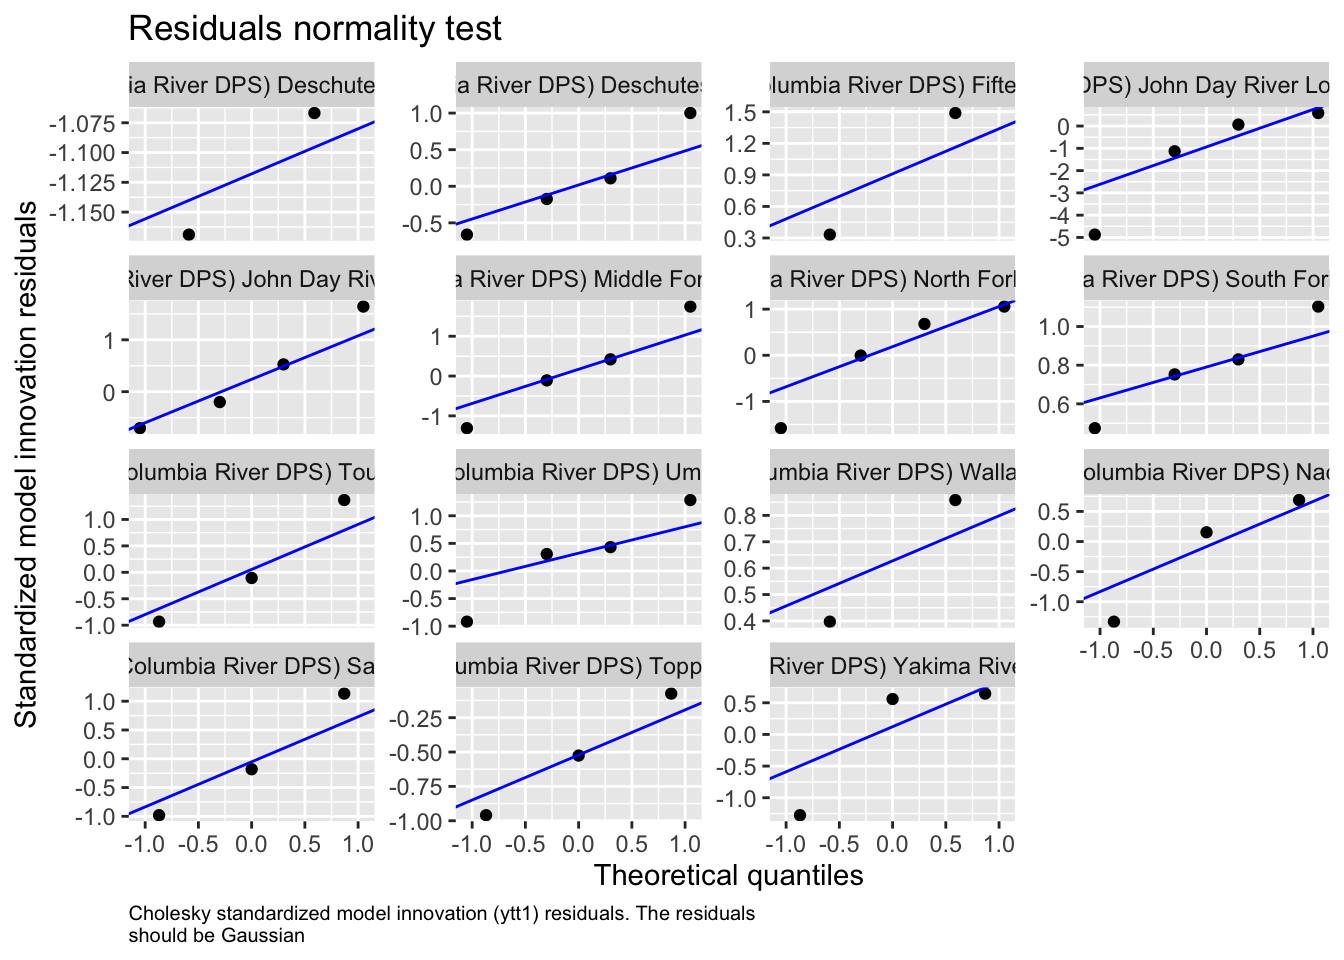 Residuals normality test
ia River DPS) Deschute
a River DPS) Deschutes
olumbia River DPS) Fifte
DPS) John Day River Lo
-1.075
-1.100
-1.125
-1.150
1.0
0.5
0.0
-0.5
1.5
1.2
0.9
0.6
0.3
0
-1
-2
-3
-4
-5
River DPS) John Day Riv
a River DPS) Middle For
a River DPS) North Forl
a River DPS) South For
1
0
1
0
-1
1
0
-1
1.0
0.8
0.6
olumbia River DPS) Tou
olumbia River DPS) Um
umbia River DPS) Walla
olumbia River DPS) Nac
1.0
0.5
0.0
-0.5
-1.0
1.0
0.5
0.0
-0.5
-1.0
0.8
0.7
0.6
0.5
0.4
0.5
0.0
-0.5
-1.0
-1.0 -0.5 0.0 0.5 1.0
Columbia River DPS) Sa
umbia River DPS) Topp
River DPS) Yakima Rive
1.0
0.5
0.0
-0.5
-1.0
-0.25
-0.50
-0.75
-1.00
0.5
0.0
-0.5
-1.0
-1.0 -0.5 0.0 0.5 1.0
-1.0 -0.5 0.0 0.5 1.0
-1.0 -0.5 0.0 0.5 1.0
Standardized model innovation residuals
Theoretical quantiles
Cholesky standardized model innovation (ytt1) residuals. The residuals
should be Gaussian